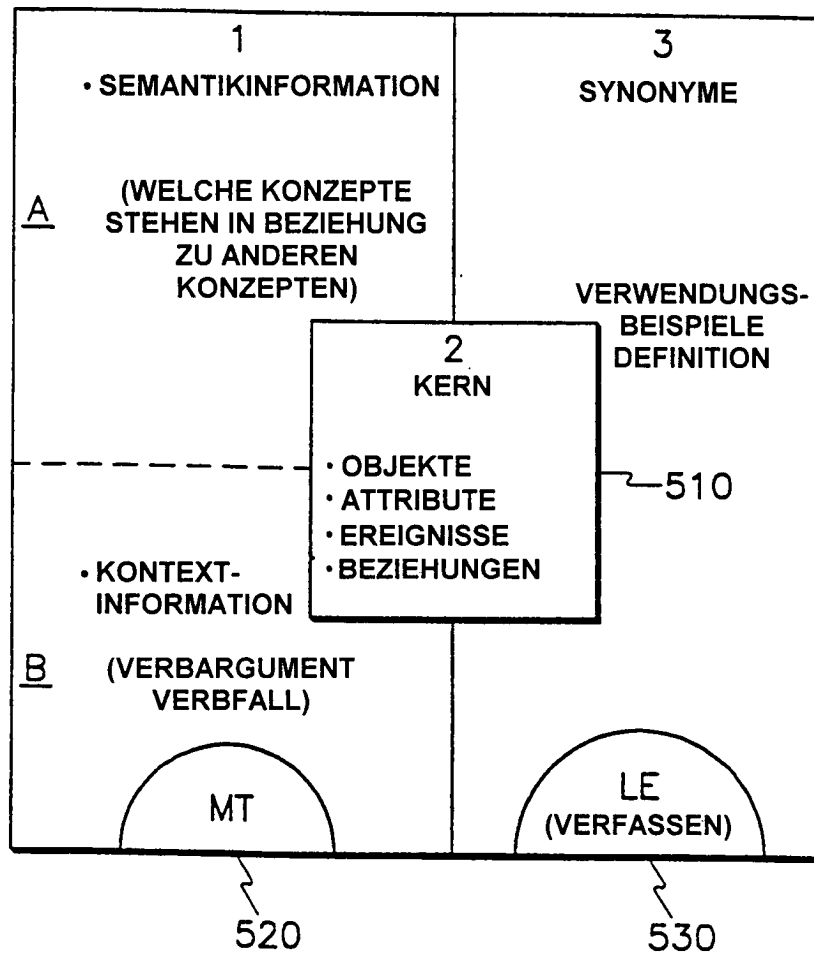 1
• SEMANTIKINFORMATION
A
(WELCHE KONZEPTE
STEHEN IN BEZIEHUNG
ZU ANDEREN
KONZEPTEN)
3
SYNONYME
VERWENDUNGS-
BEISPIELE
DEFINITION
2
KERN
• OBJEKTE
• ATTRIBUTE
• EREIGNISSE
• BEZIEHUNGEN
510
• KONTEXT-
INFORMATION
B
(VERBARGUMENT
VERBFALL)
MT
LE
(VERFASSEN)
520
530